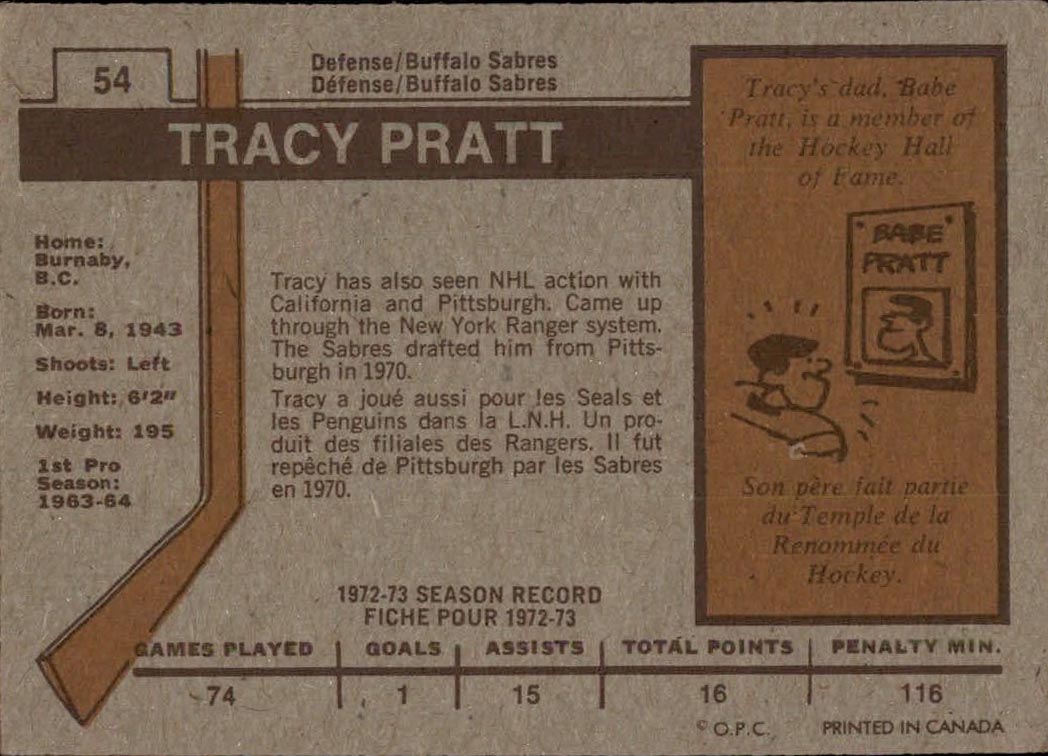 54
Defense/Buffalo Sabres
Défense/Buffalo Sabres
TRACY PRATT
Home:
Burnaby,
B.C.
Born:
Mar. 8, 1943
Shoots: Left
Height: 6'2"
Weight: 195
1st Pro
Season:
1963-64
Tracy has also seen NHL action with
California and Pittsburgh. Came up
through the New York Ranger system.
The Sabres drafted him from Pitts-
burgh in 1970.
Tracy a joué aussi pour les Seals et
les Penguins dans la L.N.H. Un pro-
duit des filiales des Rangers. Il fut
repêché de Pittsburgh par les Sabres
en 1970.
Tracy's dad, Babe
Pratt, is a member of
the Hockey Hall
of Fame.
BABE
PRATT
Son père fait partie
du Temple de la
Renommée du
Hockey.
1972-73 SEASON RECORD
FICHE POUR 1972-73
GAMES PLAYED GOALS ASSISTS TOTAL POINTS PENALTY MIN.
74 1 15 16 116
© O.P.C. PRINTED IN CANADA